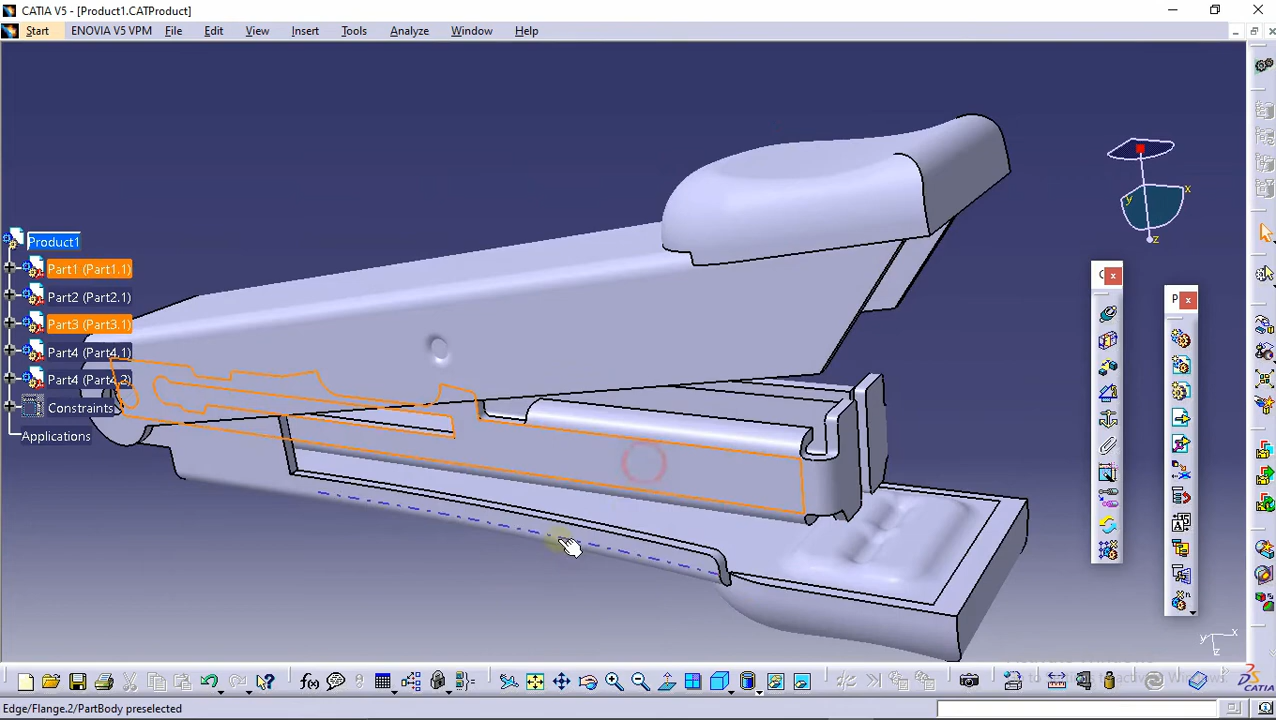 CATIA V5 - [Product1.CATProduct]
Start ENOVIA V5 VPM File Edit View Insert Tools Analyze Window Help
x
y
z
Product1
Part1 (Part1.1)
Part2 (Part2.1)
Part3 (Part3.1)
Part4 (Part4.1)
Part4 (Part4.2)
Constraints
Applications
C
P
y x
z
f(x)
CATIA
Edge/Flange.2/PartBody preselected